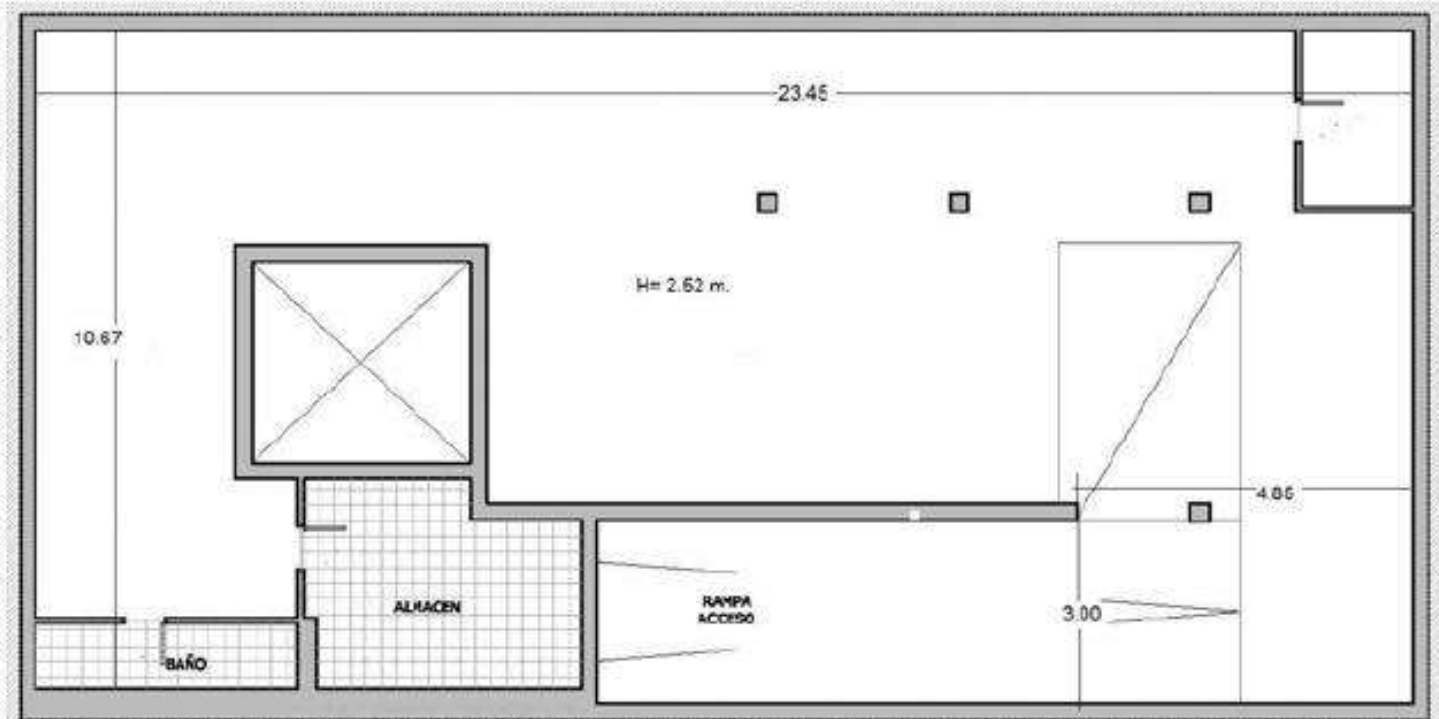 23.45
H= 2.62 m.
10.67
4.86
ALMACEN
RAMPA
ACCESO
3.00
BAÑO